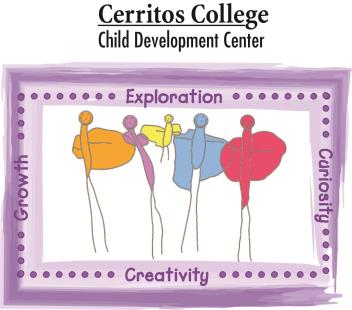 Cerritos College
Child Development Center
Exploration
Growth
Curiosity
Creativity